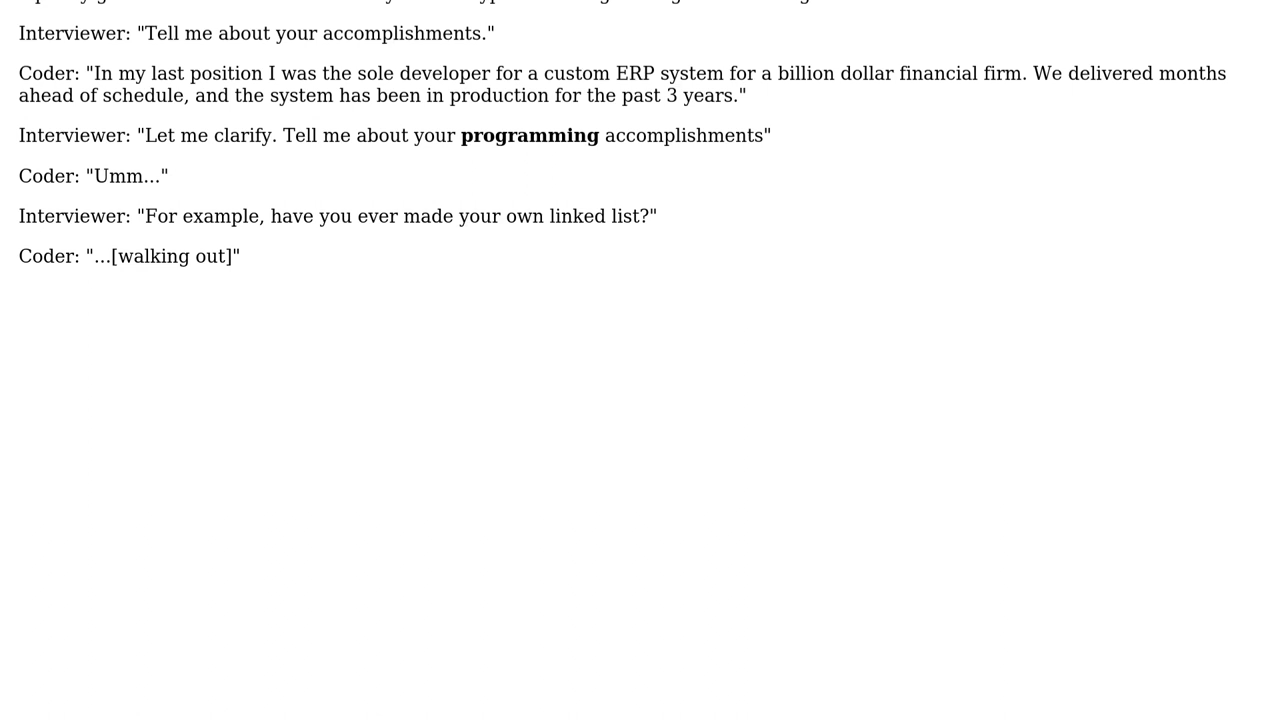 Interviewer: "Tell me about your accomplishments."
Coder: "In my last position I was the sole developer for a custom ERP system for a billion dollar financial firm. We delivered months
ahead of schedule, and the system has been in production for the past 3 years."
Interviewer: "Let me clarify. Tell me about your programming accomplishments"
Coder: "Umm..."
Interviewer: "For example, have you ever made your own linked list?"
Coder: "...[walking out]"